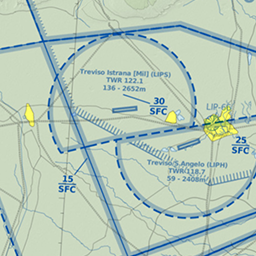 Treviso Istrana [Mil] (LIPS)
TWR 122.1
136 - 2652m
30
SFC
LIP-66
25
SFC
Treviso S.Angelo (LIPH)
TWR 118.7
59 - 2408m
15
SFC